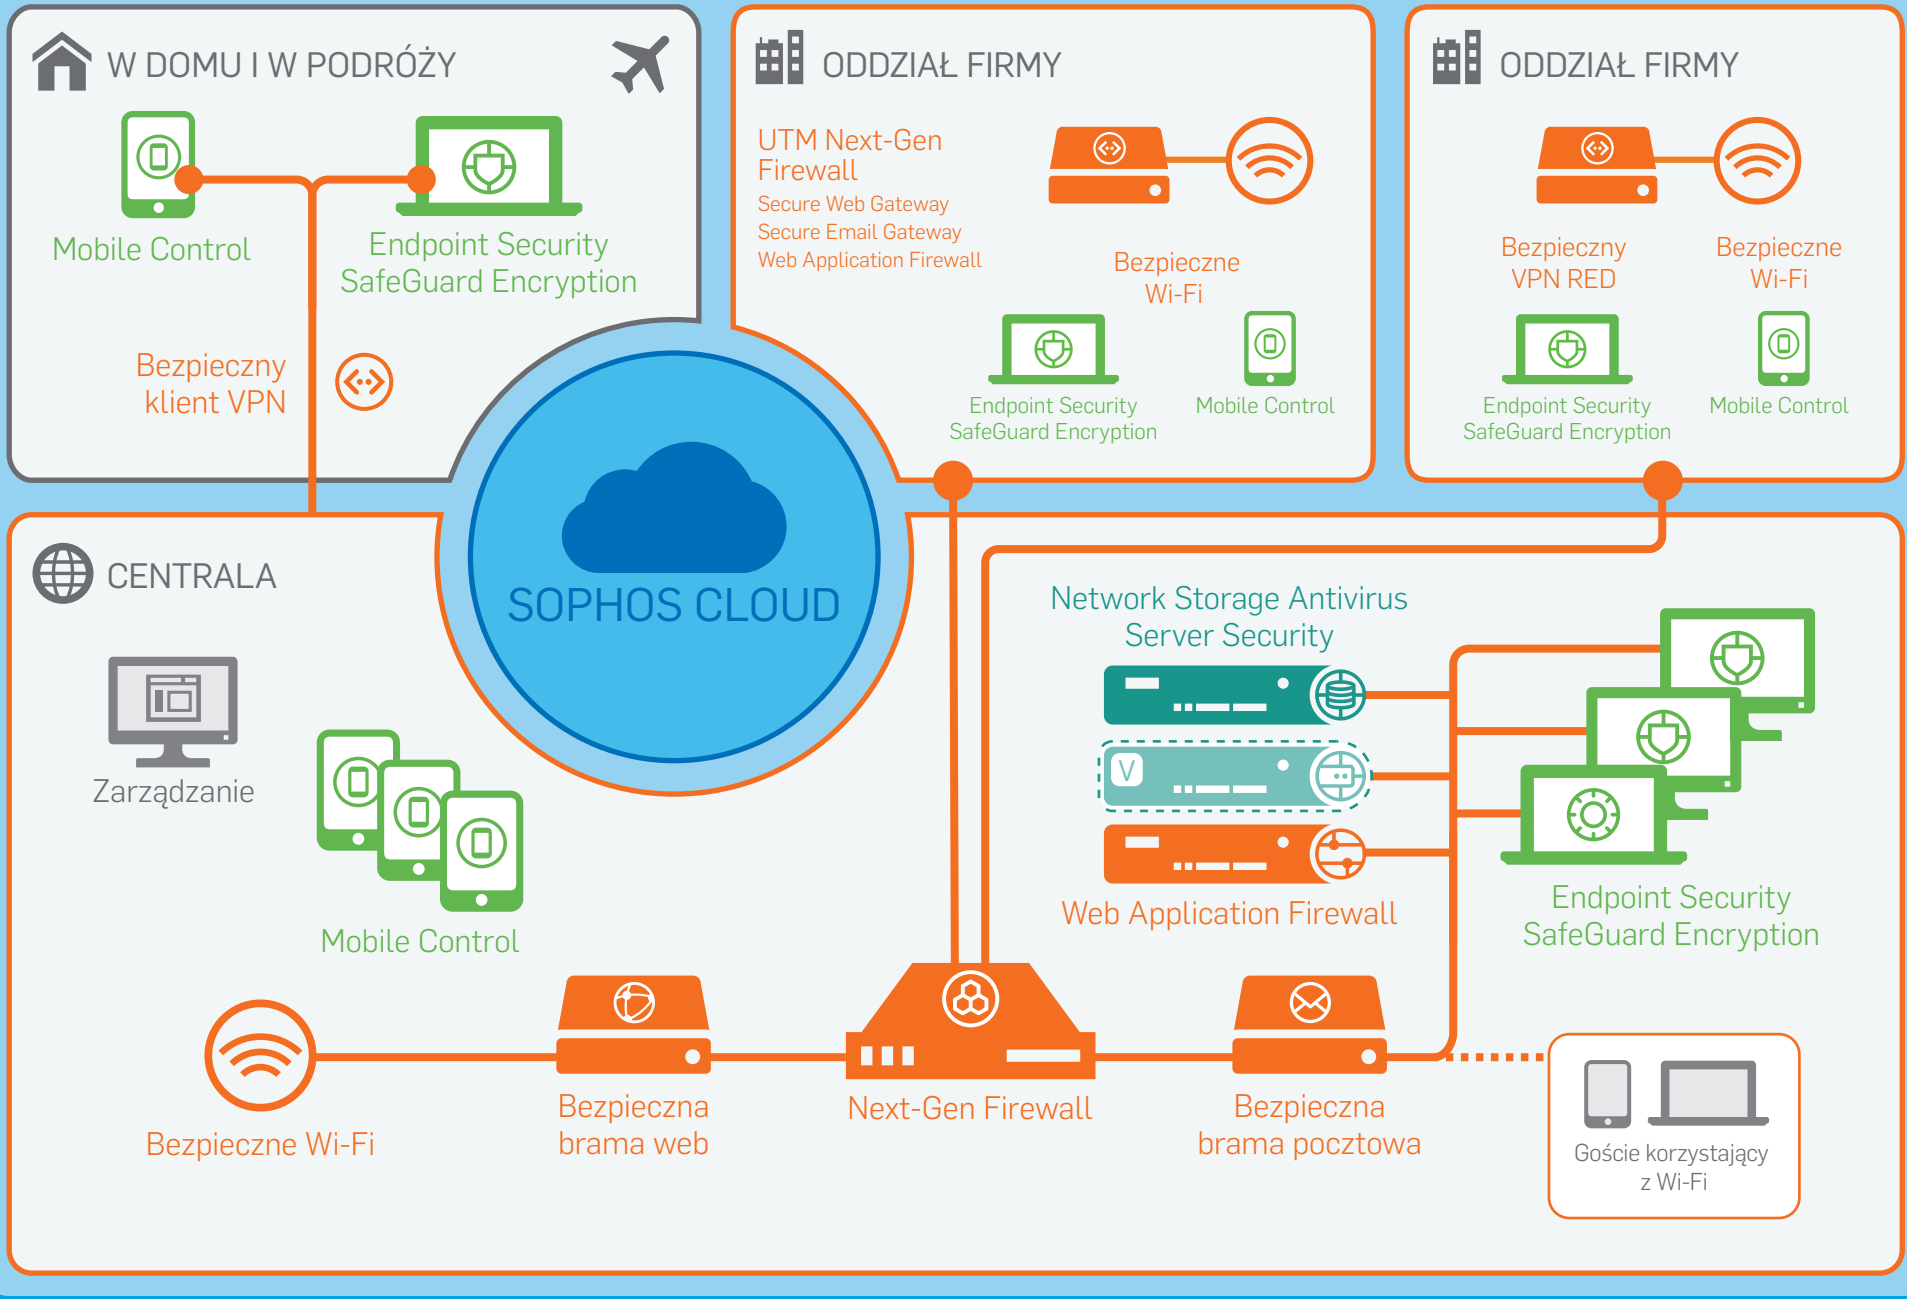 W DOMU I W PODRÓŻY
Mobile Control
Endpoint Security
SafeGuard Encryption
Bezpieczny
klient VPN
ODDZIAŁ FIRMY
UTM Next-Gen
Firewall
Secure Web Gateway
Secure Email Gateway
Web Application Firewall
Bezpieczne
Wi-Fi
Endpoint Security
SafeGuard Encryption
Mobile Control
ODDZIAŁ FIRMY
Bezpieczny
VPN RED
Bezpieczne
Wi-Fi
Endpoint Security
SafeGuard Encryption
Mobile Control
SOPHOS CLOUD
CENTRALA
Zarządzanie
Mobile Control
Network Storage Antivirus
Server Security
V
Web Application Firewall
Endpoint Security
SafeGuard Encryption
Bezpieczne Wi-Fi
Bezpieczna
brama web
Next-Gen Firewall
Bezpieczna
brama pocztowa
Goście korzystający
z Wi-Fi